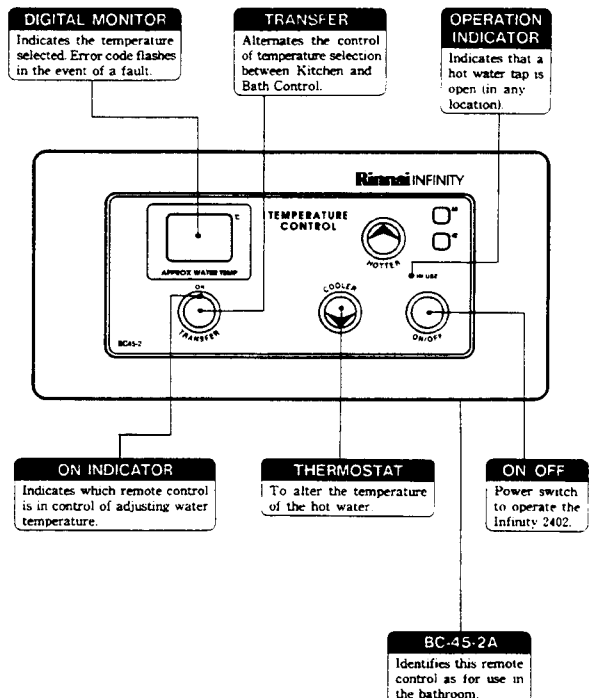 DIGITAL MONITOR
Indicates the temperature
selected. Error code flashes
in the event of a fault.
TRANSFER
Alternates the control
of temperature selection
between Kitchen and
Bath Control.
OPERATION
INDICATOR
Indicates that a
hot water tap is
open (in any
location).
Rinnai INFINITY
°C
TEMPERATURE
CONTROL
APPROX WATER TEMP
HOTTER
IN USE
ON
TRANSFER
COOLER
ON/OFF
BC45-2
ON INDICATOR
Indicates which remote control
is in control of adjusting water
temperature.
THERMOSTAT
To alter the temperature
of the hot water.
ON OFF
Power switch
to operate the
Infinity 2402.
BC-45-2A
Identifies this remote
control as for use in
the bathroom.